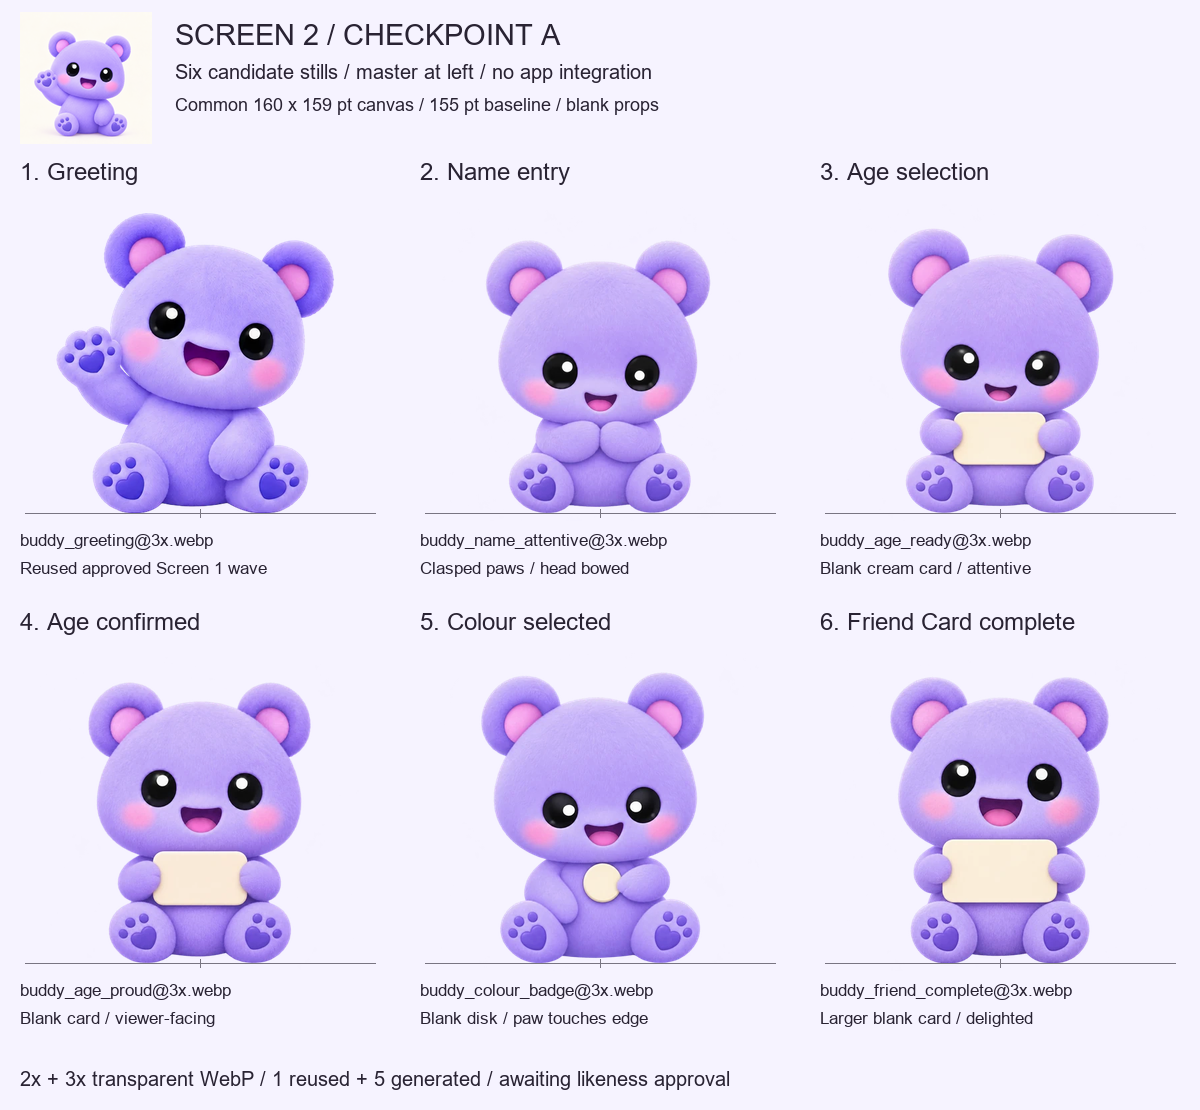 SCREEN 2 / CHECKPOINT A
Six candidate stills / master at left / no app integration
Common 160 x 159 pt canvas / 155 pt baseline / blank props
1. Greeting
2. Name entry
3. Age selection
buddy_greeting@3x.webp
Reused approved Screen 1 wave
buddy_name_attentive@3x.webp
Clasped paws / head bowed
buddy_age_ready@3x.webp
Blank cream card / attentive
4. Age confirmed
5. Colour selected
6. Friend Card complete
buddy_age_proud@3x.webp
Blank card / viewer-facing
buddy_colour_badge@3x.webp
Blank disk / paw touches edge
buddy_friend_complete@3x.webp
Larger blank card / delighted
2x + 3x transparent WebP / 1 reused + 5 generated / awaiting likeness approval